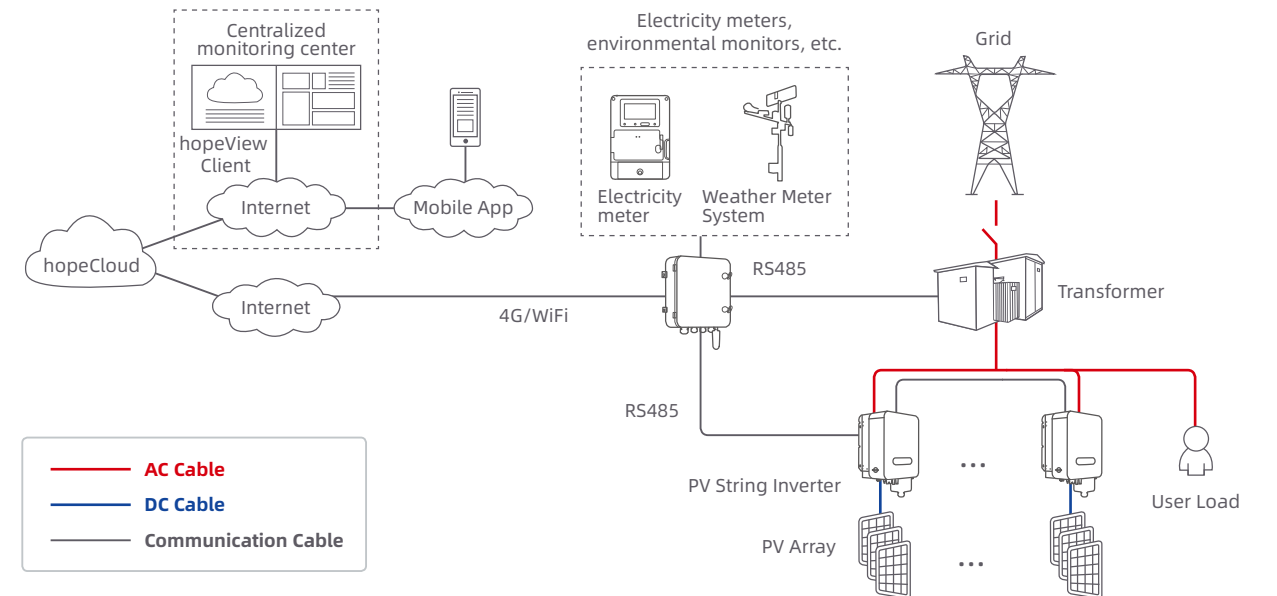 Centralized
monitoring center
hopeView
Client
Internet
Mobile App
hopeCloud
Internet
4G/WiFi
Electricity meters,
environmental monitors, etc.
Electricity
meter
Weather Meter
System
RS485
Grid
Transformer
RS485
PV String Inverter
...
User Load
PV Array
...
AC Cable
DC Cable
Communication Cable